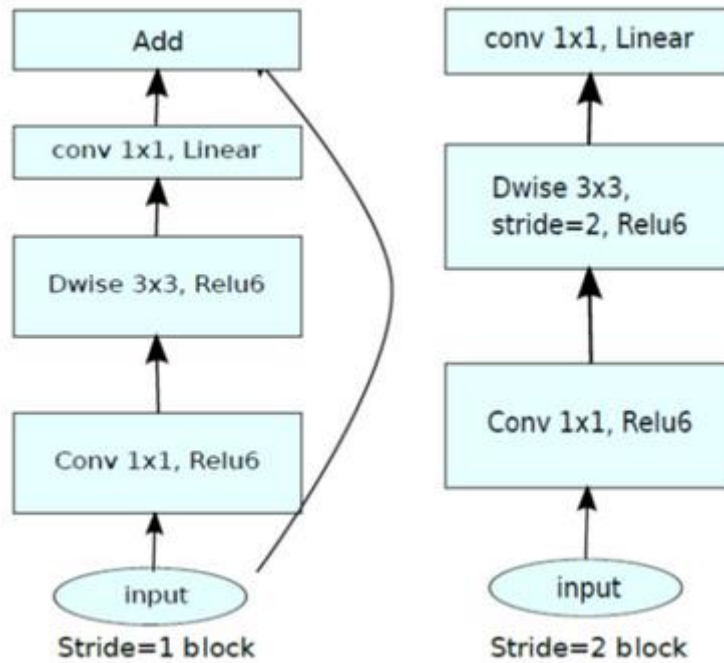 Add
conv 1x1, Linear
Dwise 3x3, Relu6
Conv 1x1, Relu6
input
Stride=1 block
conv 1x1, Linear
Dwise 3x3,
stride=2, Relu6
Conv 1x1, Relu6
input
Stride=2 block